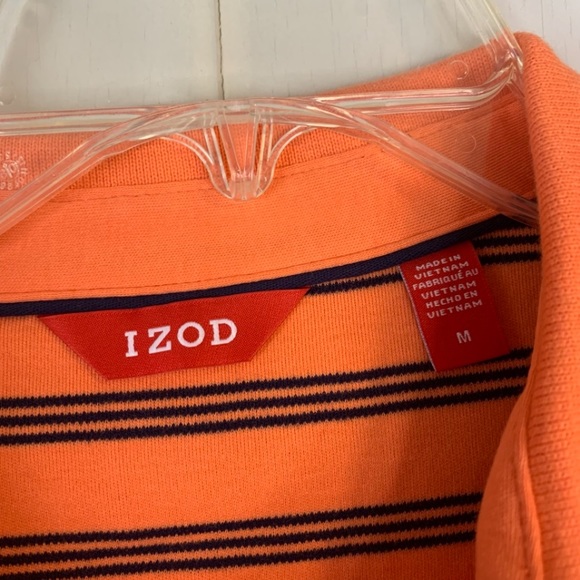 IZOD
MADE IN
VIETNAM
FABRIQUÉ AU
VIETNAM
HECHO EN
VIETNAM
M